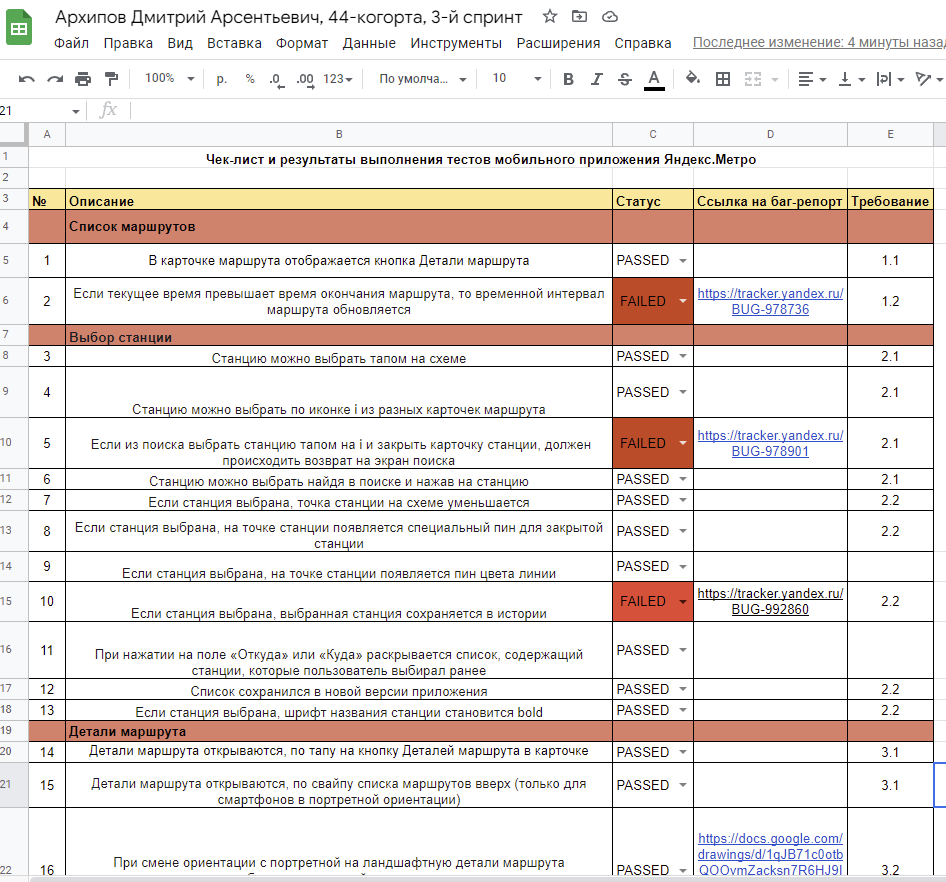 Архипов Дмитрий Арсентьевич, 44-когорта, 3-й спринт
Файл Правка Вид Вставка Формат Данные Инструменты Расширения Справка Последнее изменение: 4 минуты назад
100% р. % .0 .00 123 По умолча... 10 B I S A
21 fx
A B C D E
1 Чек-лист и результаты выполнения тестов мобильного приложения Яндекс.Метро
2
3 № Описание Статус Ссылка на баг-репорт Требование
4 Список маршрутов
5 1 В карточке маршрута отображается кнопка Детали маршрута PASSED 1.1
Если текущее время превышает время окончания маршрута, то временной интервал https://tracker.yandex.ru/
6 2 FAILED 1.2
маршрута обновляется BUG-978736
7 Выбор станции
8 3 Станцию можно выбрать тапом на схеме PASSED 2.1
9 4 PASSED 2.1
Станцию можно выбрать по иконке i из разных карточек маршрута
https://tracker.yandex.ru/
10 5 Если из поиска выбрать станцию тапом на i и закрыть карточку станции, должен FAILED BUG-978901 2.1
происходить возврат на экран поиска
11 6 Станцию можно выбрать найдя в поиске и нажав на станцию PASSED 2.1
12 7 Если станция выбрана, точка станции на схеме уменьшается PASSED 2.2
Если станция выбрана, на точке станции появляется специальный пин для закрытой
13 8 PASSED 2.2
станции
14 9 PASSED
Если станция выбрана, на точке станции появляется пин цвета линии
https://tracker.yandex.ru/
15 10 FAILED 2.2
Если станция выбрана, выбранная станция сохраняется в истории BUG-992860
16 11 PASSED
При нажатии на поле «Откуда» или «Куда» раскрывается список, содержащий
станции, которые пользователь выбирал ранее
17 12 Список сохранился в новой версии приложения PASSED 2.2
18 13 Если станция выбрана, шрифт названия станции становится bold PASSED 2.2
19 Детали маршрута
20 14 Детали маршрута открываются, по тапу на кнопку Деталей маршрута в карточке PASSED 3.1
21 15 Детали маршрута открываются, по свайпу списка маршрутов вверх (только для PASSED 3.1
смартфонов в портретной ориентации)
https://docs.google.com/
drawings/d/1qJB71c0otb
22 16 При смене ориентации с портретной на ландшафтную детали маршрута PASSED QOOvmZacksn7R6HJ9I 3.2